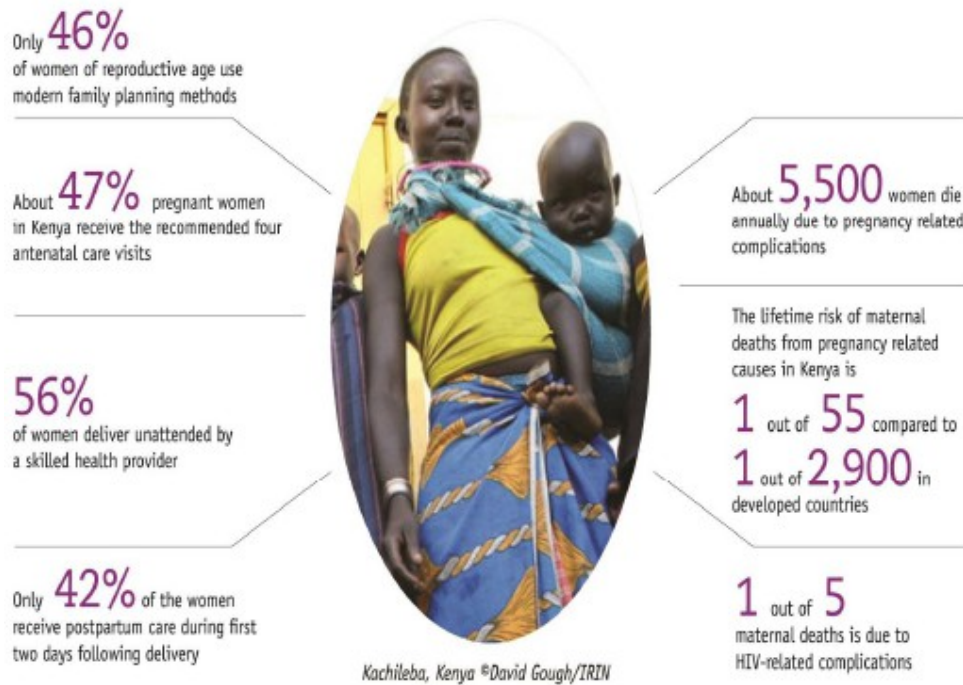 Only 46%
of women of reproductive age use
modern family planning methods
About 47% pregnant women
in Kenya receive the recommended four
antenatal care visits
56%
of women deliver unattended by
a skilled health provider
Only 42% of the women
receive postpartum care during first
two days following delivery
About 5,500 women die
annually due to pregnancy related
complications
The lifetime risk of maternal
deaths from pregnancy related
causes in Kenya is
1 out of 55 compared to
1 out of 2,900 in
developed countries
1 out of 5
maternal deaths is due to
HIV-related complications
Kachileba, Kenya ©David Gough/IRIN